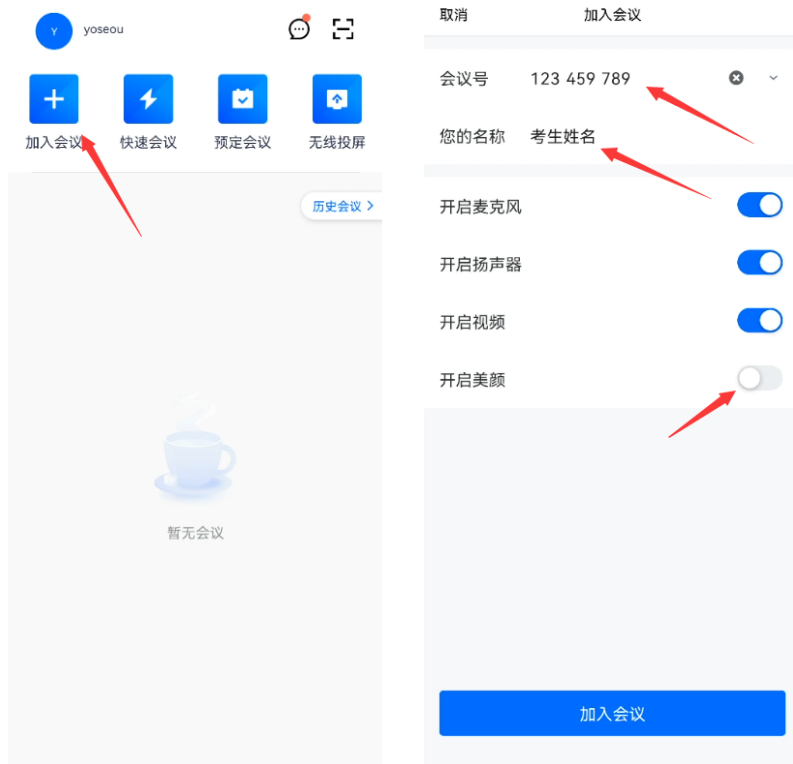 Y
yoseou
加入会议
快速会议
预定会议
无线投屏
历史会议
暂无会议
取消
加入会议
会议号 123 459 789
您的名称 考生姓名
开启麦克风
开启扬声器
开启视频
开启美颜
加入会议